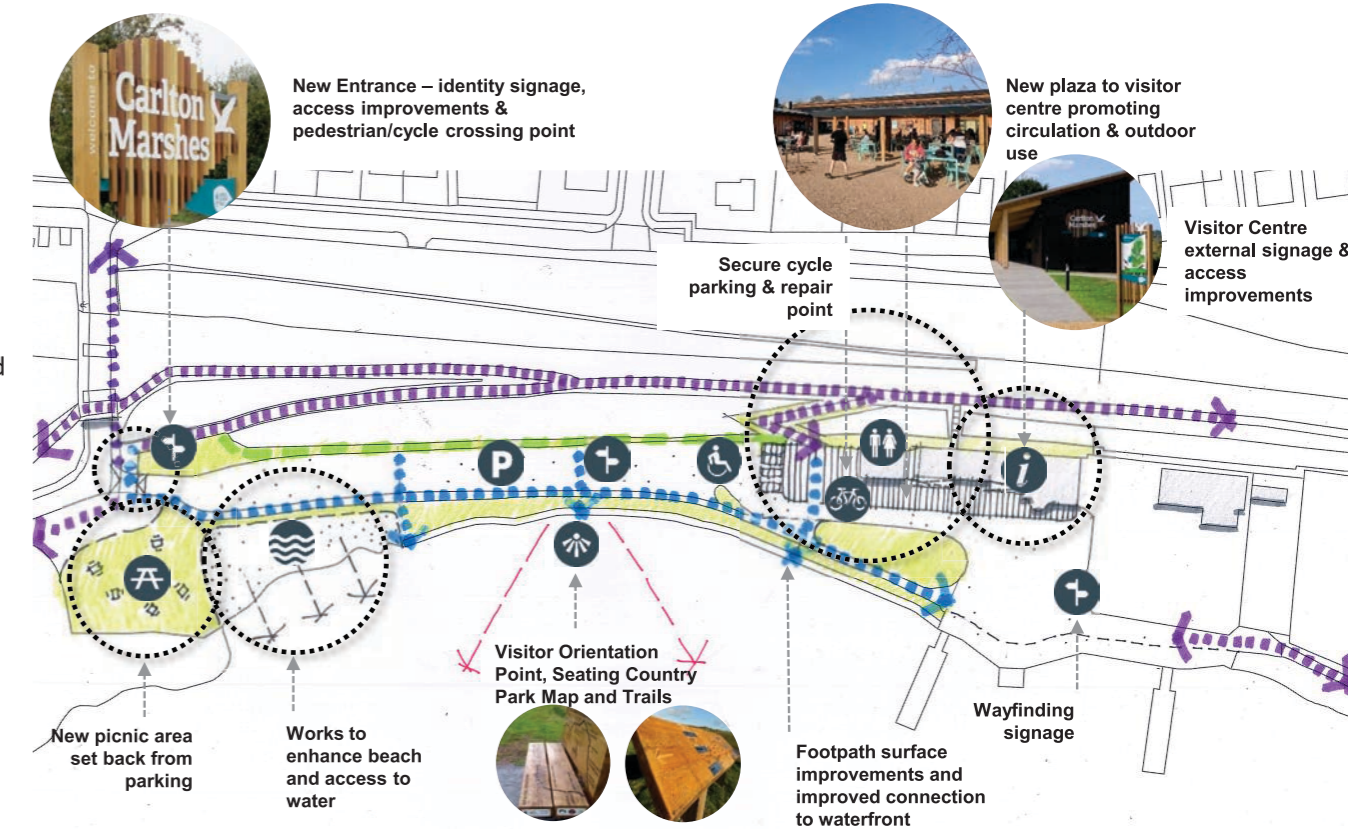 welcome to
Carlton
Marshes
New Entrance – identity signage,
access improvements &
pedestrian/cycle crossing point
New plaza to visitor
centre promoting
circulation & outdoor
use
Carlton
Marshes
Visitor Centre
external signage &
access
improvements
Secure cycle
parking & repair
point
d
P
i
Visitor Orientation
Point, Seating Country
Park Map and Trails
New picnic area
set back from
parking
Works to
enhance beach
and access to
water
Footpath surface
improvements and
improved connection
to waterfront
Wayfinding
signage